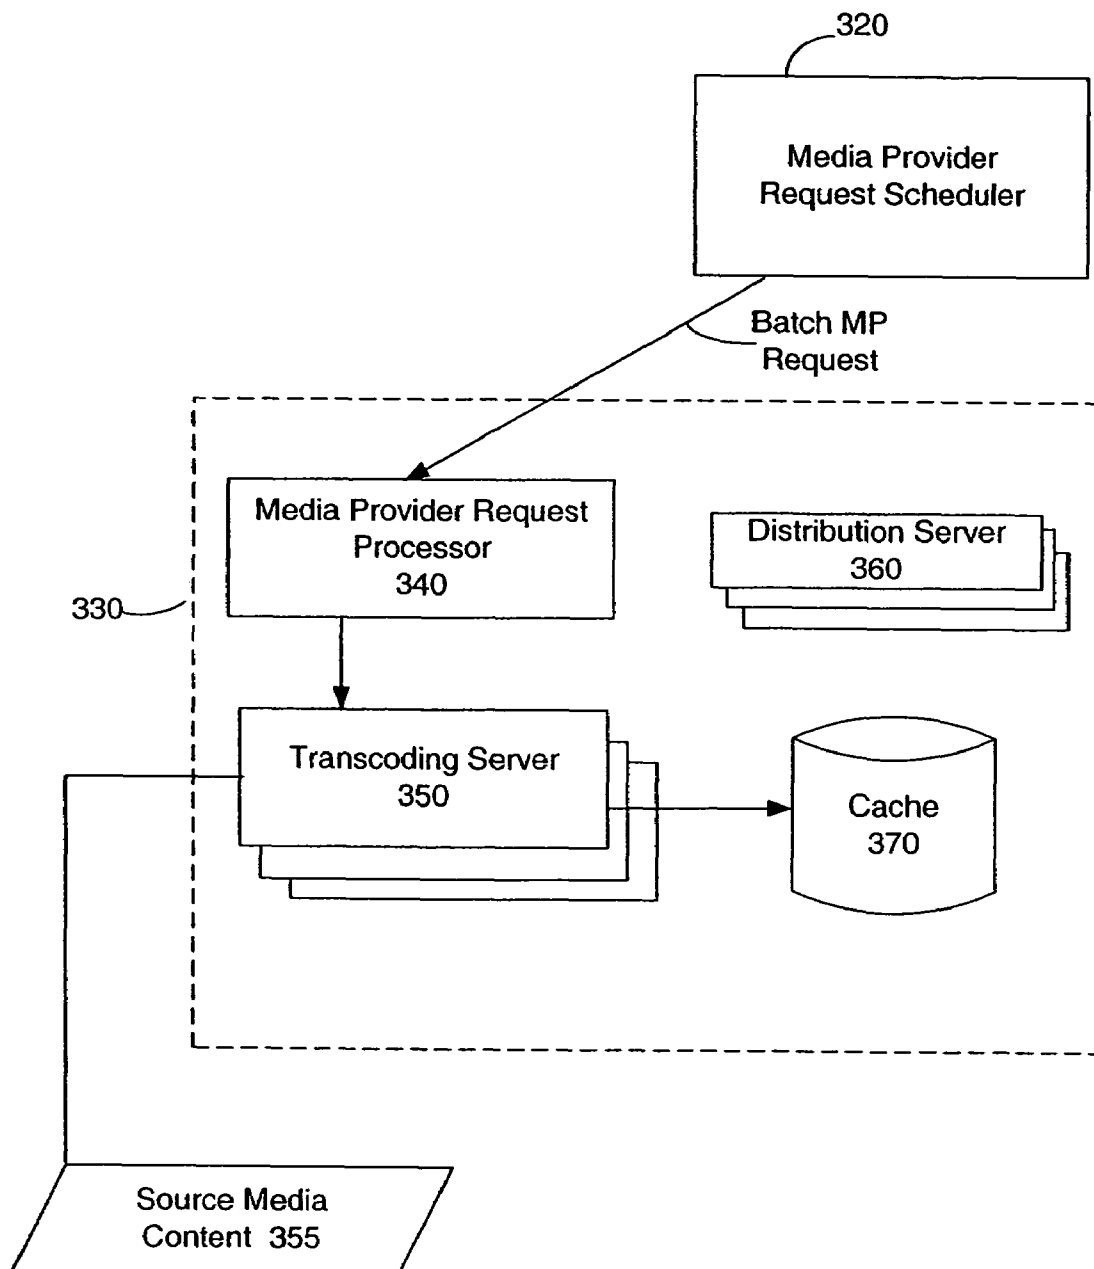 320
Media Provider
Request Scheduler
Batch MP
Request
Media Provider Request
Processor
340
Distribution Server
360
330
Transcoding Server
350
Cache
370
Source Media
Content 355